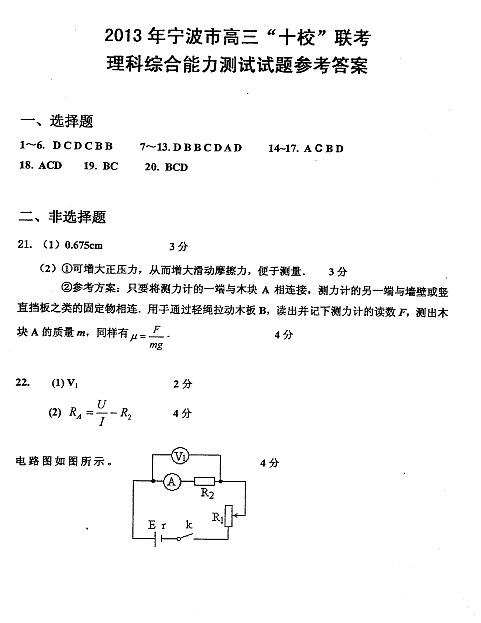 2013年宁波市高三“十校”联考
理科综合能力测试试题参考答案
一、选择题
1～6. D C D C B B 7～13. D B B C D A D 14~17. A C B D
18. ACD 19. BC 20. BCD
二、非选择题
21.（1）0.675cm 3分
（2）①可增大正压力，从而增大滑动摩擦力，便于测量． 3分
②参考方案：只要将测力计的一端与木块 A 相连接，测力计的另一端与墙壁或竖
直挡板之类的固定物相连．用手通过轻绳拉动木板 B，读出并记下测力计的读数 F，测出木
块 A 的质量 m，同样有 μ = F/mg ． 4分
22. (1) V₁ 2分
(2) R_A = U/I − R₂ 4分
电路图如图所示。 4分
V₁
A
R₂
R₁
E r k